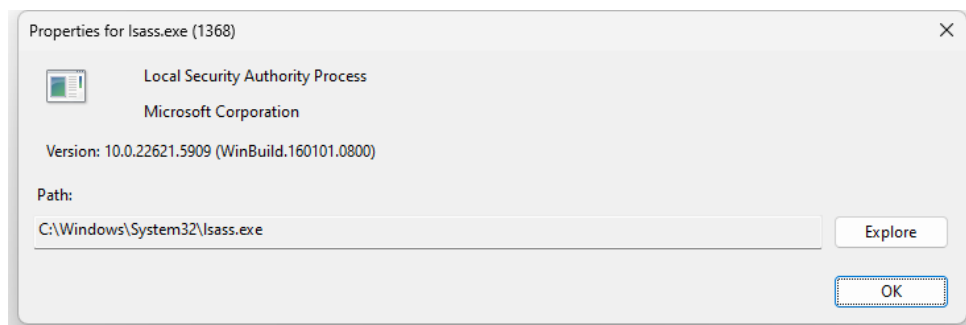 Properties for lsass.exe (1368)
Local Security Authority Process
Microsoft Corporation
Version: 10.0.22621.5909 (WinBuild.160101.0800)
Path:
C:\Windows\System32\lsass.exe
Explore
OK